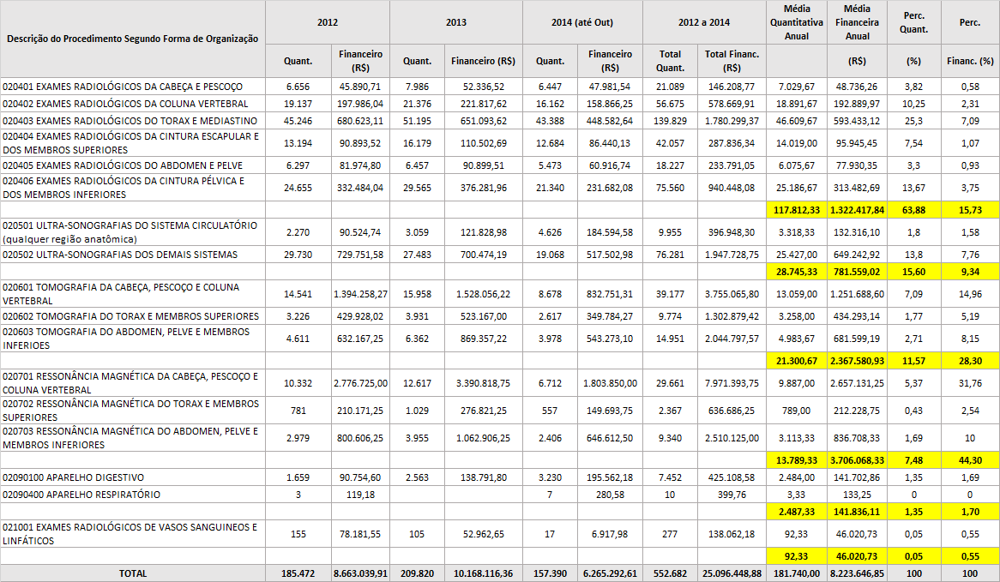 Descrição do Procedimento Segundo Forma de Organização 2012 2013 2014 (até Out) 2012 a 2014 Média Quantitativa Anual Média Financeira Anual Perc. Quant. Perc.
Quant. Financeiro (R$) Quant. Financeiro (R$) Quant. Financeiro (R$) Total Quant. Total Financ. (R$) (R$) (%) Financ. (%)
020401 EXAMES RADIOLÓGICOS DA CABEÇA E PESCOÇO 6.656 45.890,71 7.986 52.336,52 6.447 47.981,54 21.089 146.208,77 7.029,67 48.736,26 3,82 0,58
020402 EXAMES RADIOLÓGICOS DA COLUNA VERTEBRAL 19.137 197.986,04 21.376 221.817,62 16.162 158.866,25 56.675 578.669,91 18.891,67 192.889,97 10,25 2,31
020403 EXAMES RADIOLÓGICOS DO TORAX E MEDIASTINO 45.246 680.623,11 51.195 651.093,62 43.388 448.582,64 139.829 1.780.299,37 46.609,67 593.433,12 25,3 7,09
020404 EXAMES RADIOLÓGICOS DA CINTURA ESCAPULAR E
DOS MEMBROS SUPERIORES 13.194 90.893,52 16.179 110.502,69 12.684 86.440,13 42.057 287.836,34 14.019,00 95.945,45 7,54 1,07
020405 EXAMES RADIOLÓGICOS DO ABDOMEN E PELVE 6.297 81.974,80 6.457 90.899,51 5.473 60.916,74 18.227 233.791,05 6.075,67 77.930,35 3,3 0,93
020406 EXAMES RADIOLÓGICOS DA CINTURA PÉLVICA E
DOS MEMBROS INFERIORES 24.655 332.484,04 29.565 376.281,96 21.340 231.682,08 75.560 940.448,08 25.186,67 313.482,69 13,67 3,75
117.812,33 1.322.417,84 63,88 15,73
020501 ULTRA-SONOGRAFIAS DO SISTEMA CIRCULATÓRIO
(qualquer região anatômica) 2.270 90.524,74 3.059 121.828,98 4.626 184.594,58 9.955 396.948,30 3.318,33 132.316,10 1,8 1,58
020502 ULTRA-SONOGRAFIAS DOS DEMAIS SISTEMAS 29.730 729.751,58 27.483 700.474,19 19.068 517.502,98 76.281 1.947.728,75 25.427,00 649.242,92 13,8 7,76
28.745,33 781.559,02 15,60 9,34
020601 TOMOGRAFIA DA CABEÇA, PESCOÇO E COLUNA
VERTEBRAL 14.541 1.394.258,27 15.958 1.528.056,22 8.678 832.751,31 39.177 3.755.065,80 13.059,00 1.251.688,60 7,09 14,96
020602 TOMOGRAFIA DO TORAX E MEMBROS SUPERIORES 3.226 429.928,02 3.931 523.167,00 2.617 349.784,27 9.774 1.302.879,42 3.258,00 434.293,14 1,77 5,19
020603 TOMOGRAFIA DO ABDOMEN, PELVE E MEMBROS
INFERIOES 4.611 632.167,25 6.362 869.357,22 3.978 543.273,10 14.951 2.044.797,57 4.983,67 681.599,19 2,71 8,15
21.300,67 2.367.580,93 11,57 28,30
020701 RESSONÂNCIA MAGNÉTICA DA CABEÇA, PESCOÇO E
COLUNA VERTEBRAL 10.332 2.776.725,00 12.617 3.390.818,75 6.712 1.803.850,00 29.661 7.971.393,75 9.887,00 2.657.131,25 5,37 31,76
020702 RESSONÂNCIA MAGNÉTICA DO TORAX E MEMBROS
SUPERIORES 781 210.171,25 1.029 276.821,25 557 149.693,75 2.367 636.686,25 789,00 212.228,75 0,43 2,54
020703 RESSONÂNCIA MAGNÉTICA DO ABDOMEN, PELVE E
MEMBROS INFERIORES 2.979 800.606,25 3.955 1.062.906,25 2.406 646.612,50 9.340 2.510.125,00 3.113,33 836.708,33 1,69 10
13.789,33 3.706.068,33 7,48 44,30
02090100 APARELHO DIGESTIVO 1.659 90.754,60 2.563 138.791,80 3.230 195.562,18 7.452 425.108,58 2.484,00 141.702,86 1,35 1,69
02090400 APARELHO RESPIRATÓRIO 3 119,18 7 280,58 10 399,76 3,33 133,25 0 0
2.487,33 141.836,11 1,35 1,70
021001 EXAMES RADIOLÓGICOS DE VASOS SANGUINEOS E
LINFÁTICOS 155 78.181,55 105 52.962,65 17 6.917,98 277 138.062,18 92,33 46.020,73 0,05 0,55
92,33 46.020,73 0,05 0,55
TOTAL 185.472 8.663.039,91 209.820 10.168.116,36 157.390 6.265.292,61 552.682 25.096.448,88 181.740,00 8.223.646,85 100 100